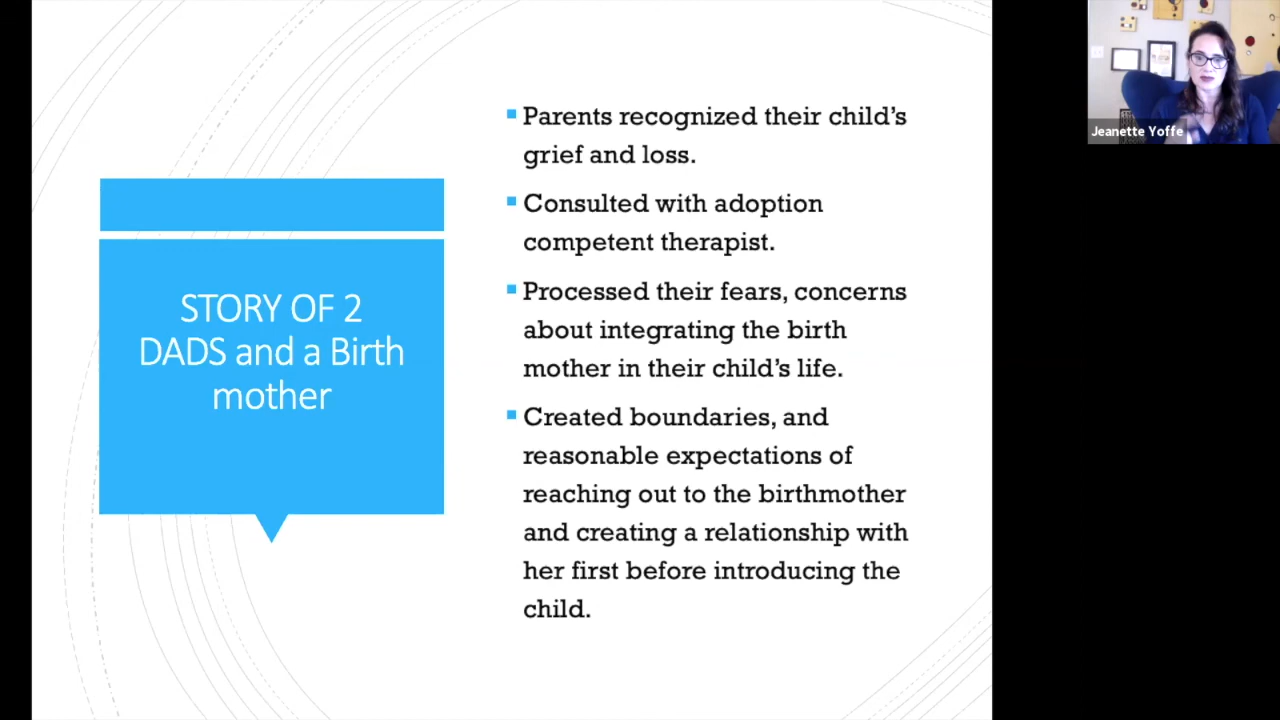 STORY OF 2
DADS and a Birth
mother
Parents recognized their child's
grief and loss.
Consulted with adoption
competent therapist.
Processed their fears, concerns
about integrating the birth
mother in their child's life.
Created boundaries, and
reasonable expectations of
reaching out to the birthmother
and creating a relationship with
her first before introducing the
child.
Jeanette Yoffe